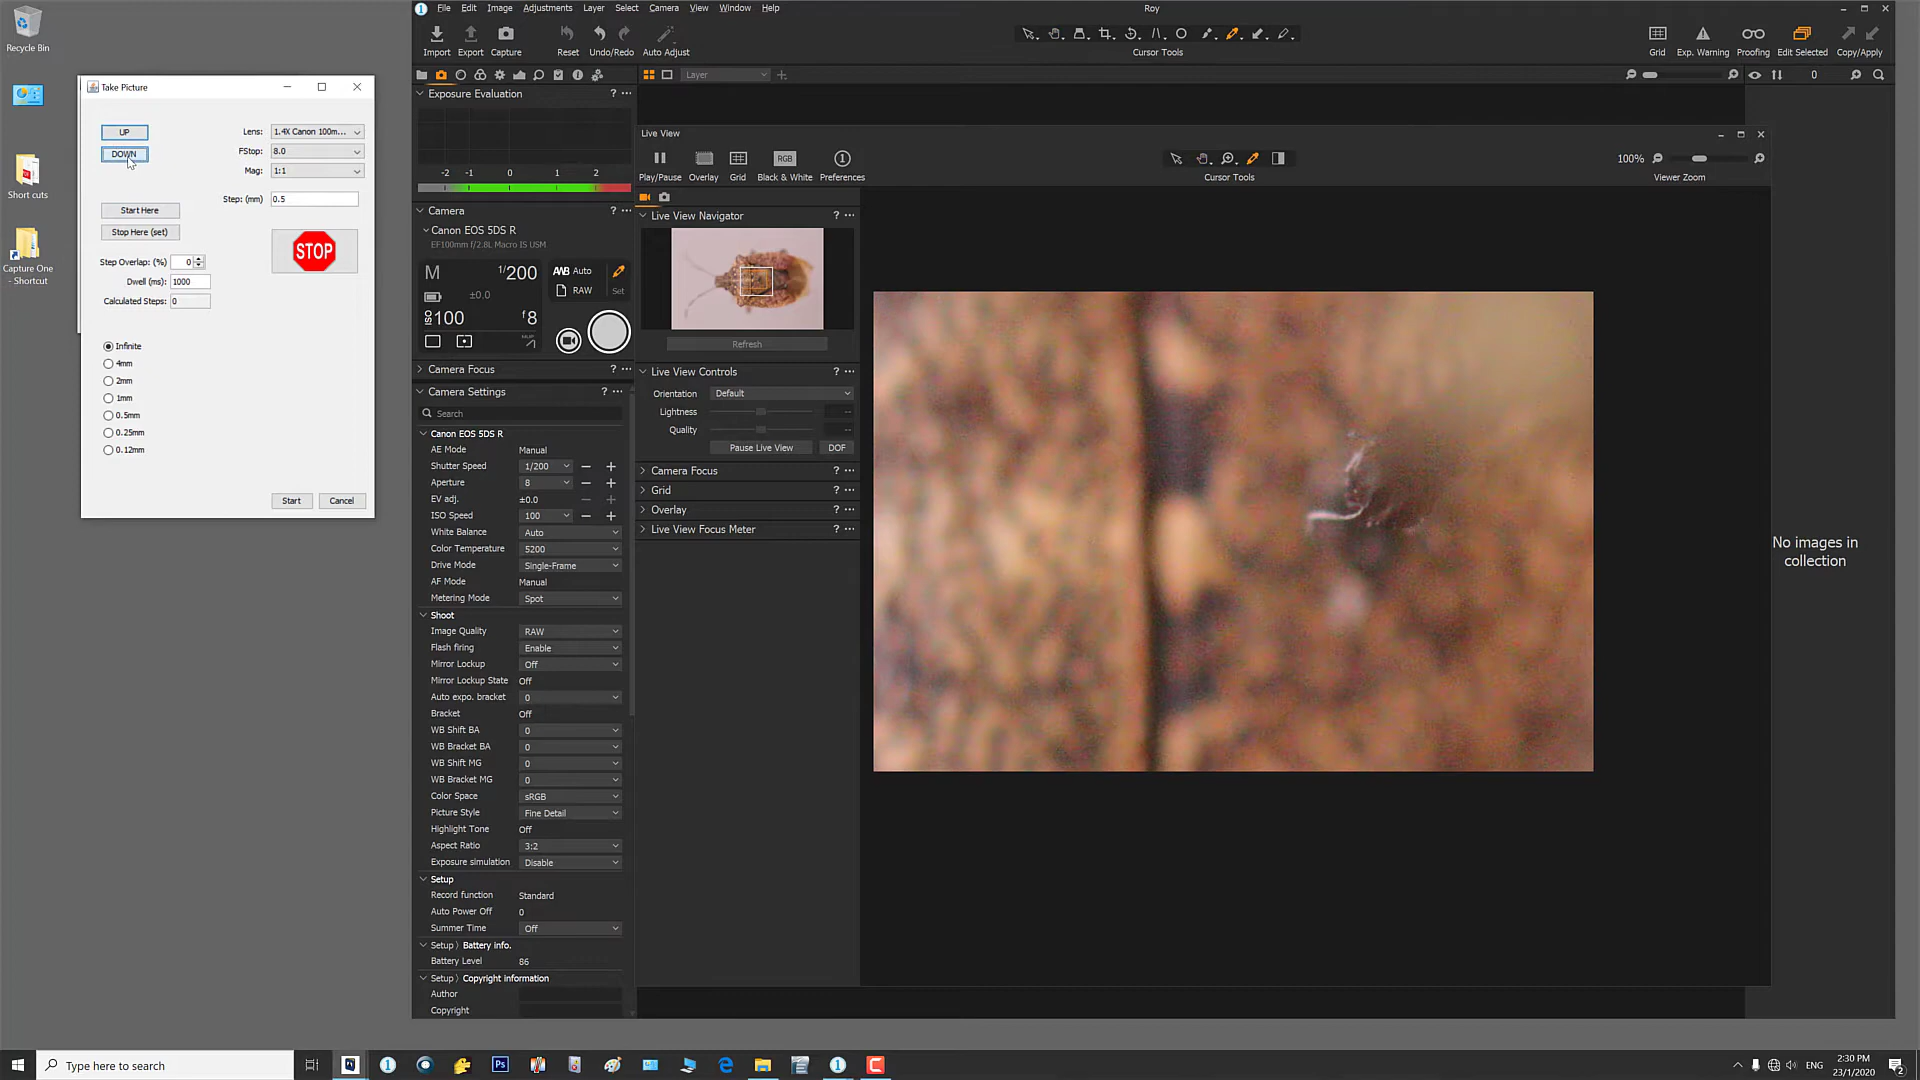 Recycle Bin
Short cuts
Capture One
- Shortcut
Take Picture
UP
DOWN
Lens: 1.4X Canon 100m...
FStop: 8.0
Mag: 1:1
Step: (mm) 0.5
Start Here
Stop Here (set)
STOP
Step Overlap: (%) 0
Dwell (ms): 1000
Calculated Steps: 0
Infinite
4mm
2mm
1mm
0.5mm
0.25mm
0.12mm
Start Cancel
File Edit Image Adjustments Layer Select Camera View Window Help
Roy
Import Export Capture Reset Undo/Redo Auto Adjust
Cursor Tools
Grid Exp. Warning Proofing Edit Selected Copy/Apply
Layer
0
Exposure Evaluation ? ...
-2 -1 0 1 2
Camera ? ...
Canon EOS 5DS R
EF100mm f/2.8L Macro IS USM
M 1/200 AWB Auto
±0.0 RAW Set
ISO 100 f 8
Camera Focus ? ...
Camera Settings ? ...
Search
Canon EOS 5DS R
AE Mode Manual
Shutter Speed 1/200
Aperture 8
EV adj. ±0.0
ISO Speed 100
White Balance Auto
Color Temperature 5200
Drive Mode Single-Frame
AF Mode Manual
Metering Mode Spot
Shoot
Image Quality RAW
Flash firing Enable
Mirror Lockup Off
Mirror Lockup State Off
Auto expo. bracket 0
Bracket Off
WB Shift BA 0
WB Bracket BA 0
WB Shift MG 0
WB Bracket MG 0
Color Space sRGB
Picture Style Fine Detail
Highlight Tone Off
Aspect Ratio 3:2
Exposure simulation Disable
Setup
Record function Standard
Auto Power Off 0
Summer Time Off
Setup 〉 Battery info.
Battery Level 86
Setup 〉 Copyright information
Author
Copyright
Live View
Play/Pause Overlay Grid RGB Black & White Preferences
Cursor Tools
100%
Viewer Zoom
Live View Navigator ? ...
Refresh
Live View Controls ? ...
Orientation Default
Lightness --
Quality --
Pause Live View DOF
Camera Focus ? ...
Grid ? ...
Overlay ? ...
Live View Focus Meter ? ...
No images in
collection
Type here to search
Ps
ENG
2:30 PM
23/1/2020
2